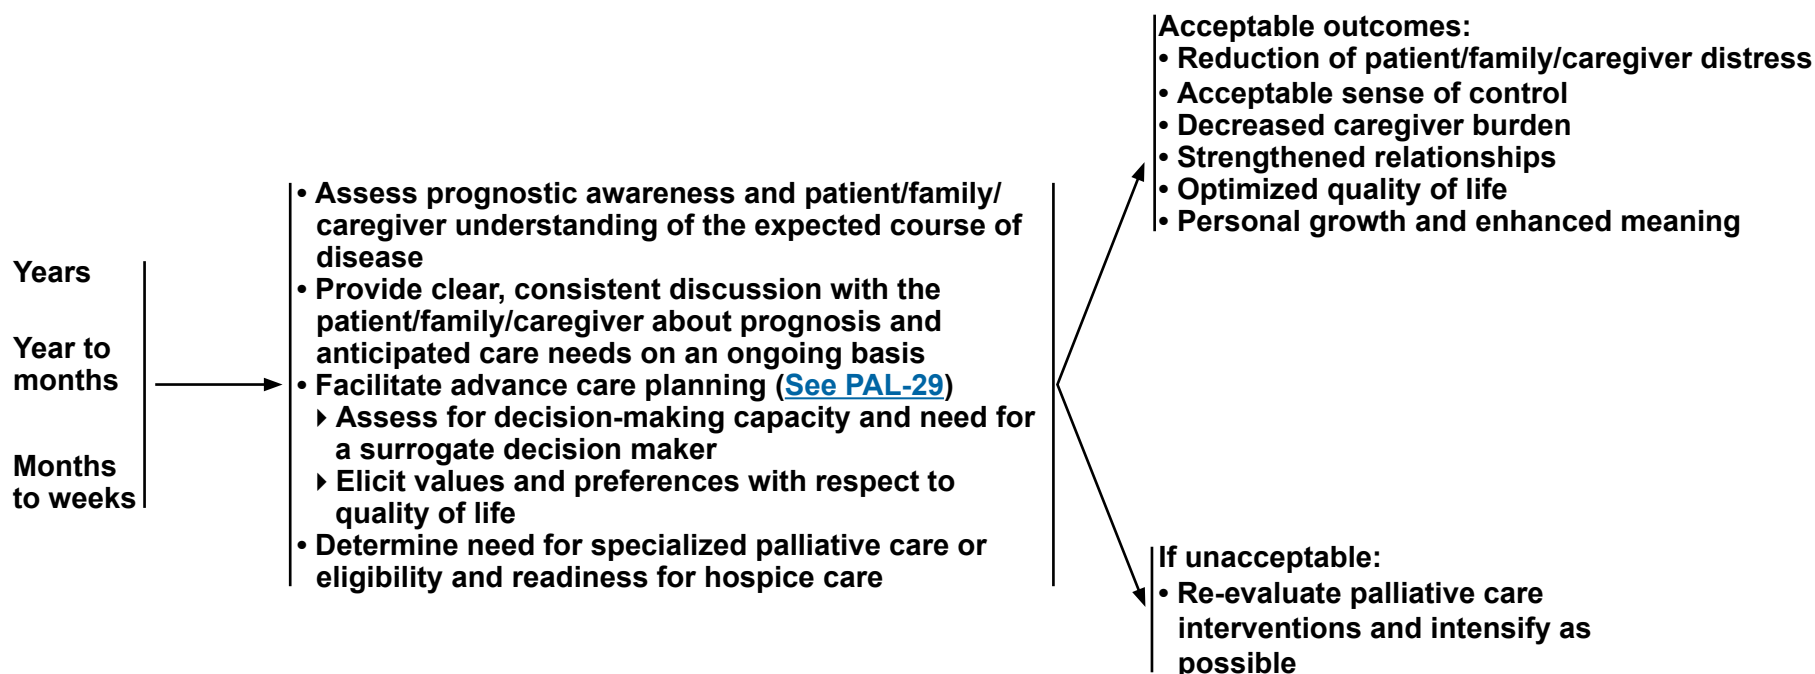 Years
Year to
months
Months
to weeks
• Assess prognostic awareness and patient/family/
caregiver understanding of the expected course of
disease
• Provide clear, consistent discussion with the
patient/family/caregiver about prognosis and
anticipated care needs on an ongoing basis
• Facilitate advance care planning (See PAL-29)
▸ Assess for decision-making capacity and need for
a surrogate decision maker
▸ Elicit values and preferences with respect to
quality of life
• Determine need for specialized palliative care or
eligibility and readiness for hospice care
Acceptable outcomes:
• Reduction of patient/family/caregiver distress
• Acceptable sense of control
• Decreased caregiver burden
• Strengthened relationships
• Optimized quality of life
• Personal growth and enhanced meaning
If unacceptable:
• Re-evaluate palliative care
interventions and intensify as
possible